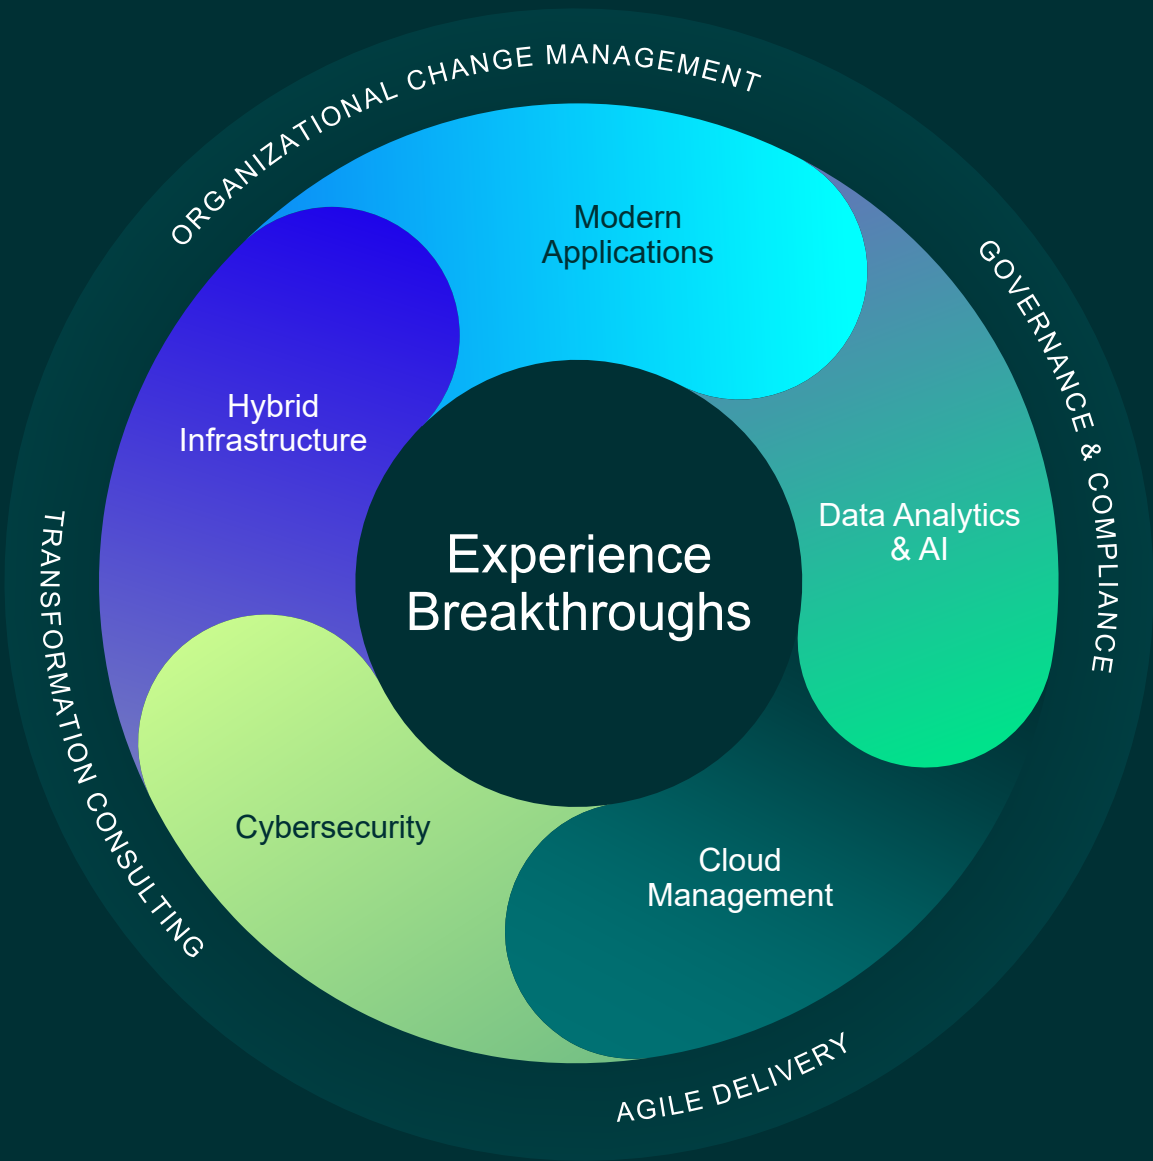 ORGANIZATIONAL CHANGE MANAGEMENT
GOVERNANCE & COMPLIANCE
Modern
Applications
Hybrid
Infrastructure
Data Analytics
& AI
Experience
Breakthroughs
TRANSFORMATION CONSULTING
Cybersecurity
Cloud
Management
AGILE DELIVERY